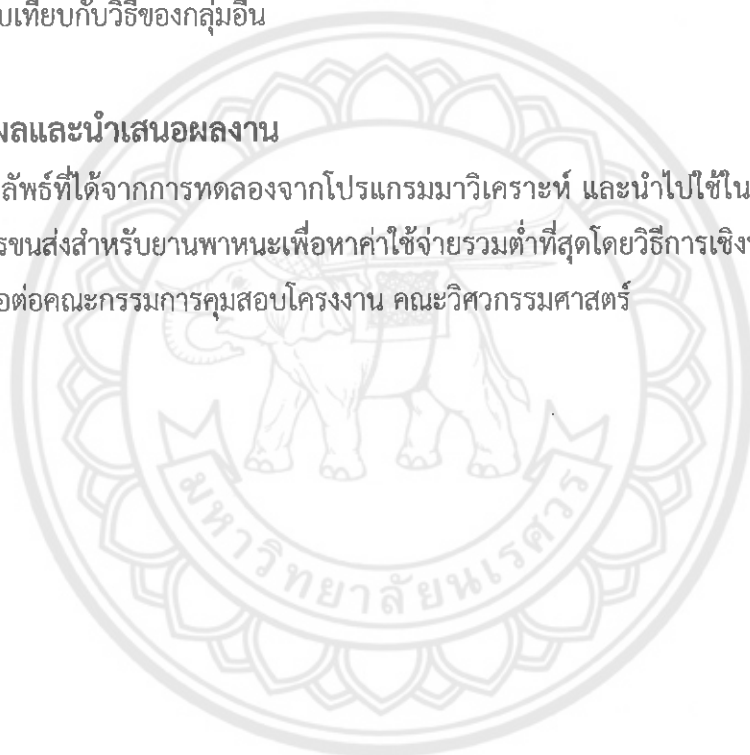 บเทียบกับวิธีของกลุ่มอื่น
ผลและนำเสนอผลงาน
ลัพธ์ที่ได้จากการทดลองจากโปรแกรมมาวิเคราะห์ และนำไปใช้ใน
รขนส่งสำหรับยานพาหนะเพื่อหาค่าใช้จ่ายรวมต่ำที่สุดโดยวิธีการเชิง
อต่อคณะกรรมการคุมสอบโครงงาน คณะวิศวกรรมศาสตร์
มหาวิทยาลัยนเรศวร